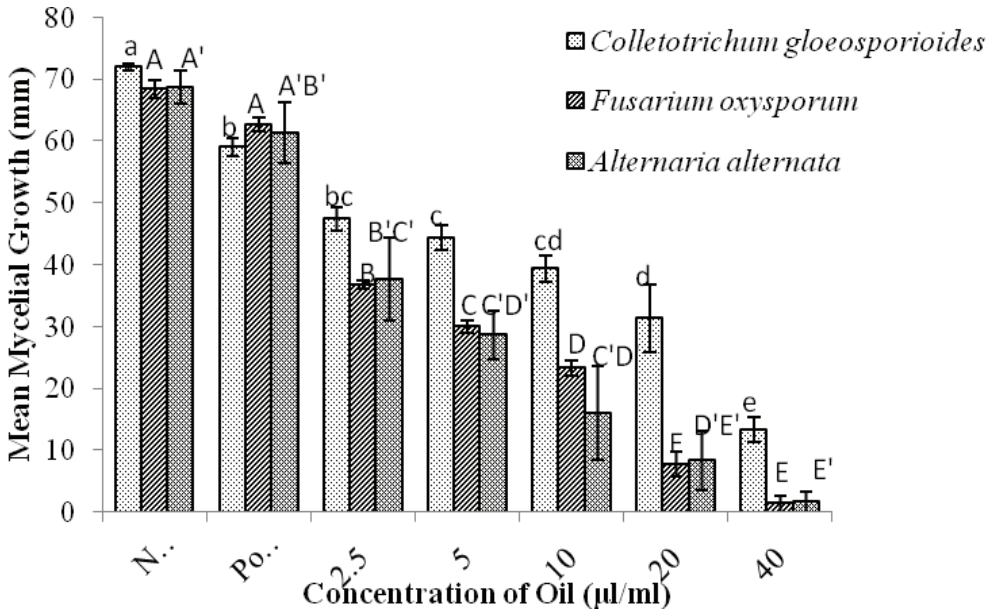 Mean Mycelial Growth (mm)
80
70
60
50
40
30
20
10
0
Colletotrichum gloeosporioides
Fusarium oxysporum
Alternaria alternata
a
A
A'
b
A
A'B'
bc
B
B'C'
c
C
C'D'
cd
D
C'D
d
E
D'E'
e
E
E'
N..
Po..
2.5
5
10
20
40
Concentration of Oil (µl/ml)